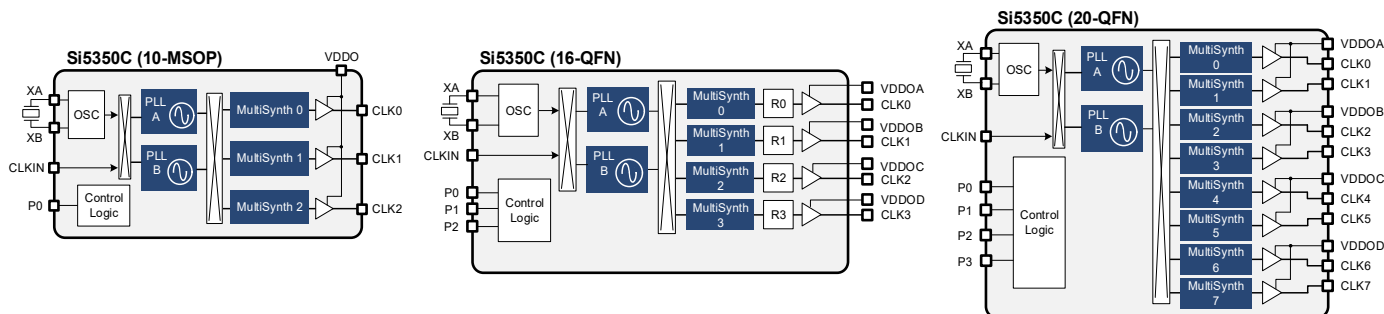 Si5350C (10-MSOP)
VDDO
XA
XB
OSC
CLKIN
P0
Control
Logic
PLL
A
PLL
B
MultiSynth 0
MultiSynth 1
MultiSynth 2
CLK0
CLK1
CLK2
Si5350C (16-QFN)
XA
XB
OSC
CLKIN
P0
P1
P2
Control
Logic
PLL
A
PLL
B
MultiSynth
0
MultiSynth
1
MultiSynth
2
MultiSynth
3
R0
R1
R2
R3
VDDOA
CLK0
VDDOB
CLK1
VDDOC
CLK2
VDDOD
CLK3
Si5350C (20-QFN)
XA
XB
OSC
CLKIN
P0
P1
P2
P3
Control
Logic
PLL
A
PLL
B
MultiSynth
0
MultiSynth
1
MultiSynth
2
MultiSynth
3
MultiSynth
4
MultiSynth
5
MultiSynth
6
MultiSynth
7
VDDOA
CLK0
CLK1
VDDOB
CLK2
CLK3
VDDOC
CLK4
CLK5
VDDOD
CLK6
CLK7